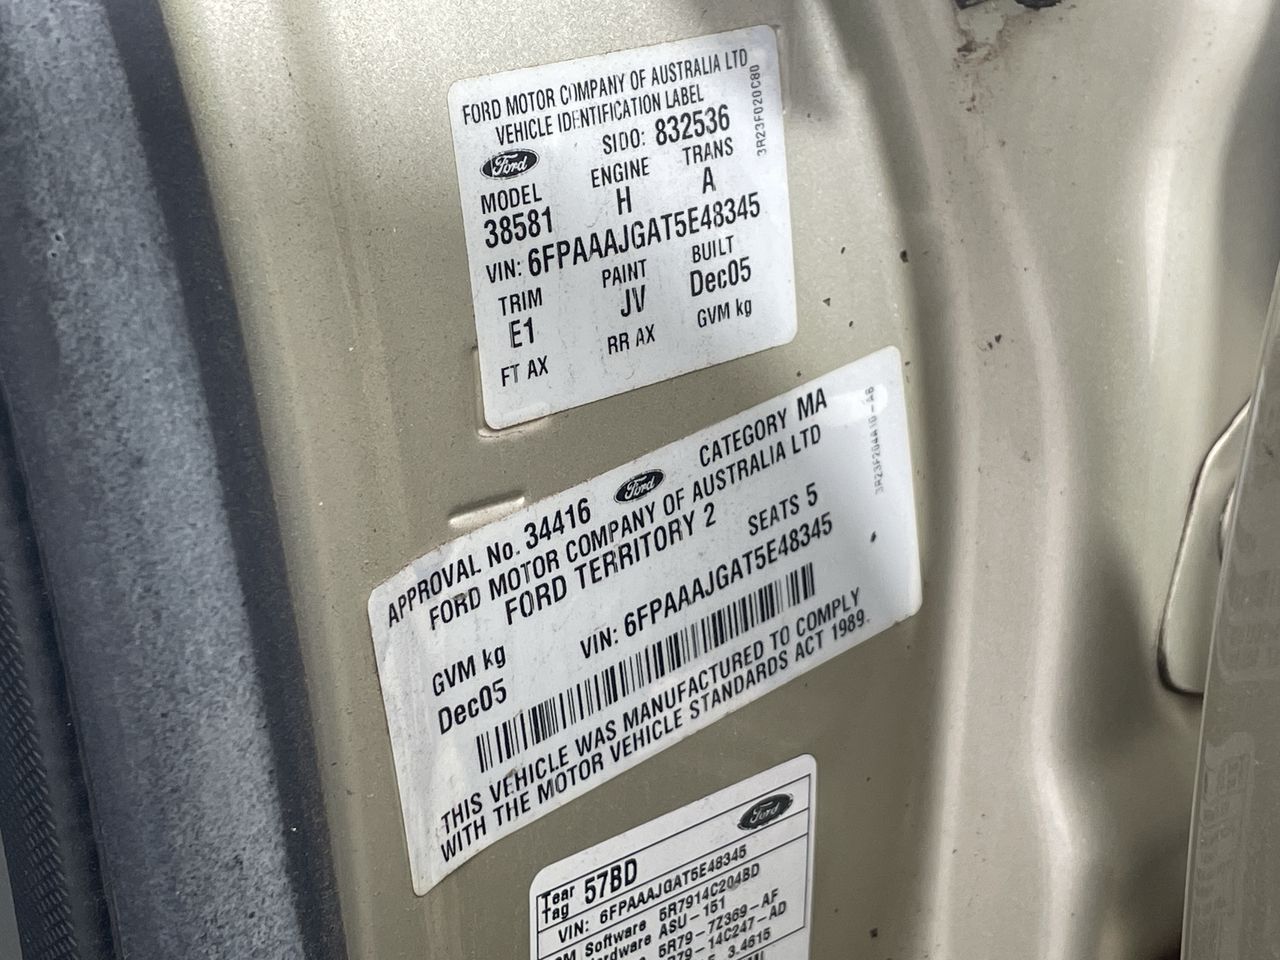 FORD MOTOR COMPANY OF AUSTRALIA LTD
VEHICLE IDENTIFICATION LABEL
3R23F020C80
Ford
SIDO: 832536
MODEL ENGINE TRANS
38581 H A
VIN: 6FPAAAJGAT5E48345
TRIM PAINT BUILT
E1 JV Dec05
FT AX RR AX GVM kg
APPROVAL No. 34416 Ford CATEGORY MA
FORD MOTOR COMPANY OF AUSTRALIA LTD
FORD TERRITORY 2 SEATS 5
GVM kg VIN: 6FPAAAJGAT5E48345
Dec05
THIS VEHICLE WAS MANUFACTURED TO COMPLY
WITH THE MOTOR VEHICLE STANDARDS ACT 1989.
Ford
Tear Tag 57BD
VIN: 6FPAAAJGAT5E48345
Software 5R7914C204BD
ASU-151
5R79-7Z369-AF
14C247-AD
3.4615